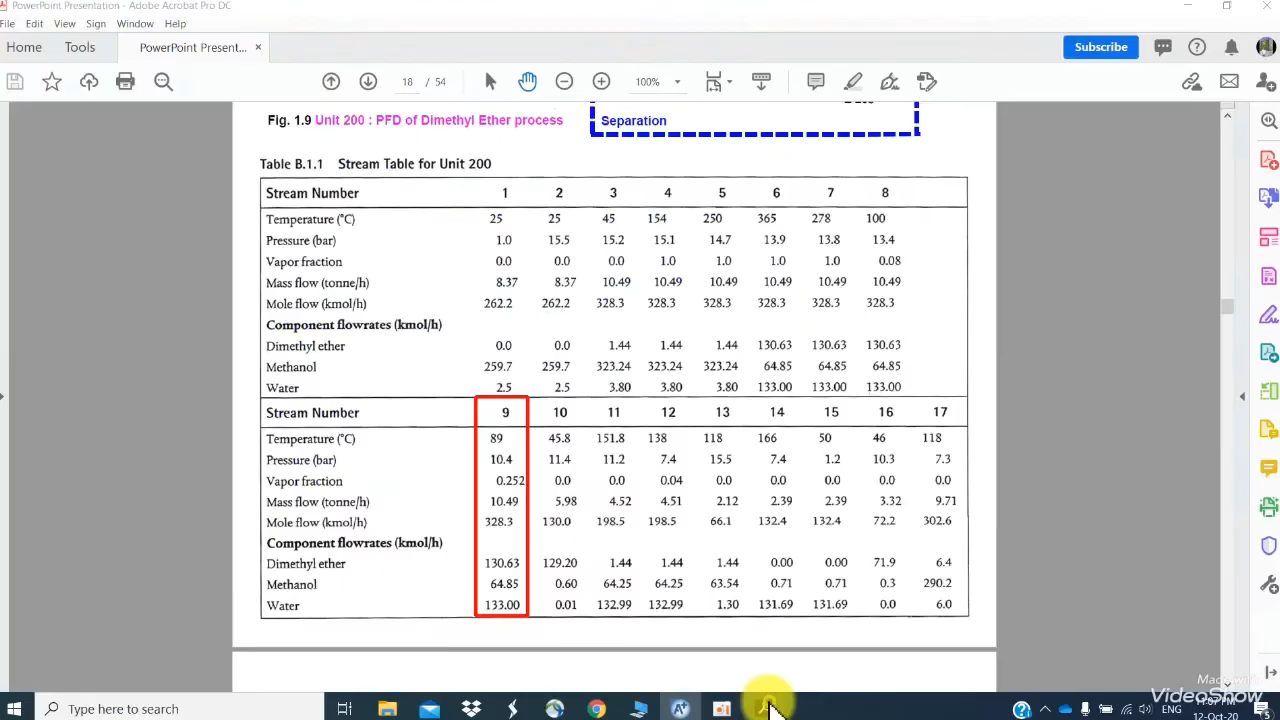 PowerPoint Presentation - Adobe Acrobat Pro DC
File Edit View Sign Window Help
Home Tools PowerPoint Present... × Subscribe
18 / 54 100%
Fig. 1.9 Unit 200 : PFD of Dimethyl Ether process
Separation
Table B.1.1 Stream Table for Unit 200
Stream Number 1 2 3 4 5 6 7 8
Temperature (°C) 25 25 45 154 250 365 278 100
Pressure (bar) 1.0 15.5 15.2 15.1 14.7 13.9 13.8 13.4
Vapor fraction 0.0 0.0 0.0 1.0 1.0 1.0 1.0 0.08
Mass flow (tonne/h) 8.37 8.37 10.49 10.49 10.49 10.49 10.49 10.49
Mole flow (kmol/h) 262.2 262.2 328.3 328.3 328.3 328.3 328.3 328.3
Component flowrates (kmol/h)
Dimethyl ether 0.0 0.0 1.44 1.44 1.44 130.63 130.63 130.63
Methanol 259.7 259.7 323.24 323.24 323.24 64.85 64.85 64.85
Water 2.5 2.5 3.80 3.80 3.80 133.00 133.00 133.00
Stream Number 9 10 11 12 13 14 15 16 17
Temperature (°C) 89 45.8 151.8 138 118 166 50 46 118
Pressure (bar) 10.4 11.4 11.2 7.4 15.5 7.4 1.2 10.3 7.3
Vapor fraction 0.252 0.0 0.0 0.04 0.0 0.0 0.0 0.0 0.0
Mass flow (tonne/h) 10.49 5.98 4.52 4.51 2.12 2.39 2.39 3.32 9.71
Mole flow (kmol/h) 328.3 130.0 198.5 198.5 66.1 132.4 132.4 72.2 302.6
Component flowrates (kmol/h)
Dimethyl ether 130.63 129.20 1.44 1.44 1.44 0.00 0.00 71.9 6.4
Methanol 64.85 0.60 64.25 64.25 63.54 0.71 0.71 0.3 290.2
Water 133.00 0.01 132.99 132.99 1.30 131.69 131.69 0.0 6.0
Made with
VideoShow
Type here to search ENG 11:07 PM
12-Oct-20